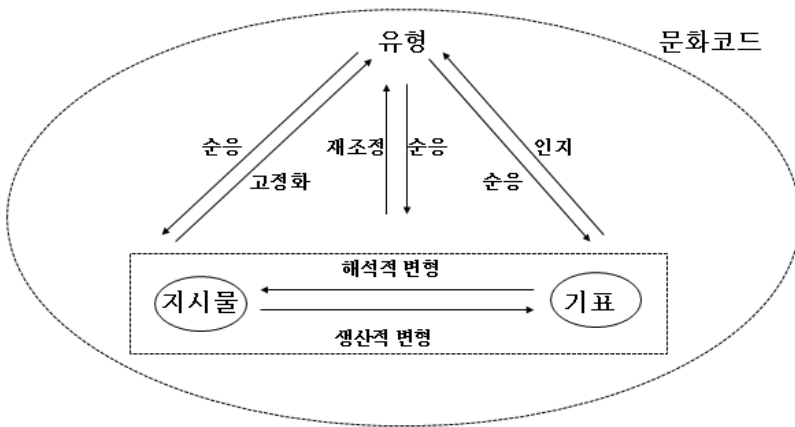 유형
문화코드
순응
재조정
순응
인지
고정화
순응
해석적 변형
지시물
기표
생산적 변형